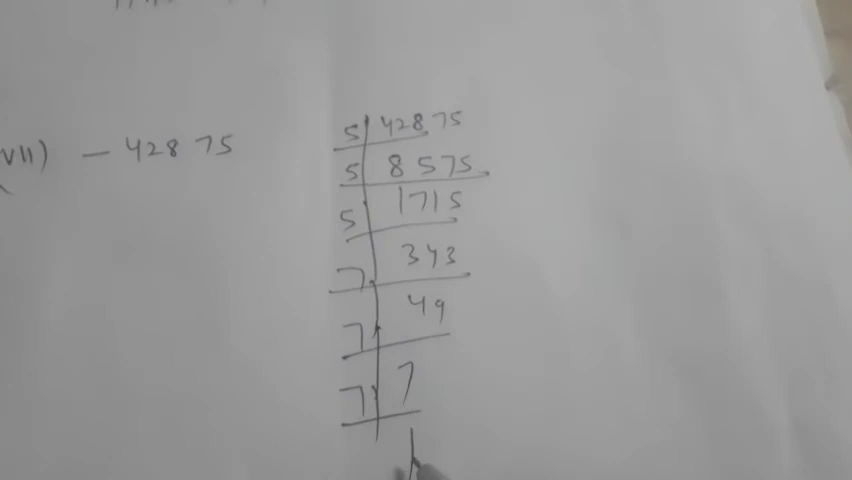 VII) - 42875
5 | 42875
5 | 8575
5 | 1715
7 | 343
7 | 49
7 | 7
1